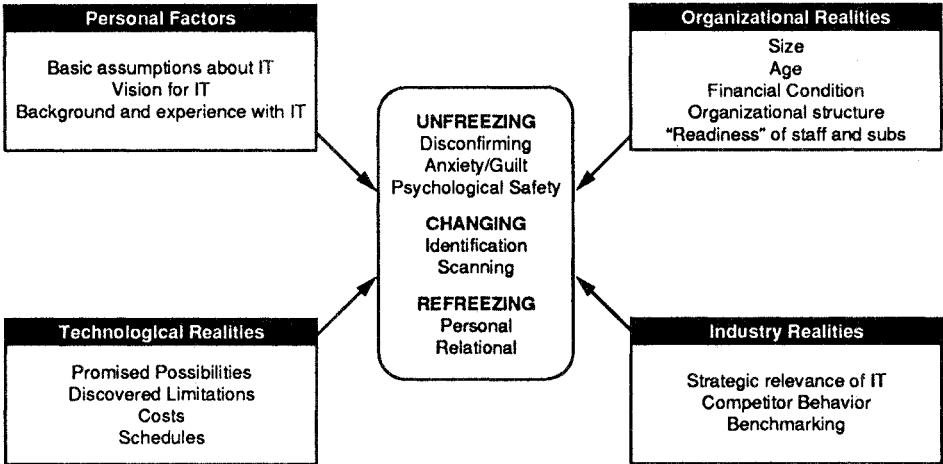 Personal Factors
Basic assumptions about IT
Vision for IT
Background and experience with IT
Organizational Realities
Size
Age
Financial Condition
Organizational structure
"Readiness" of staff and subs
UNFREEZING
Disconfirming
Anxiety/Guilt
Psychological Safety
CHANGING
Identification
Scanning
REFREEZING
Personal
Relational
Technological Realities
Promised Possibilities
Discovered Limitations
Costs
Schedules
Industry Realities
Strategic relevance of IT
Competitor Behavior
Benchmarking